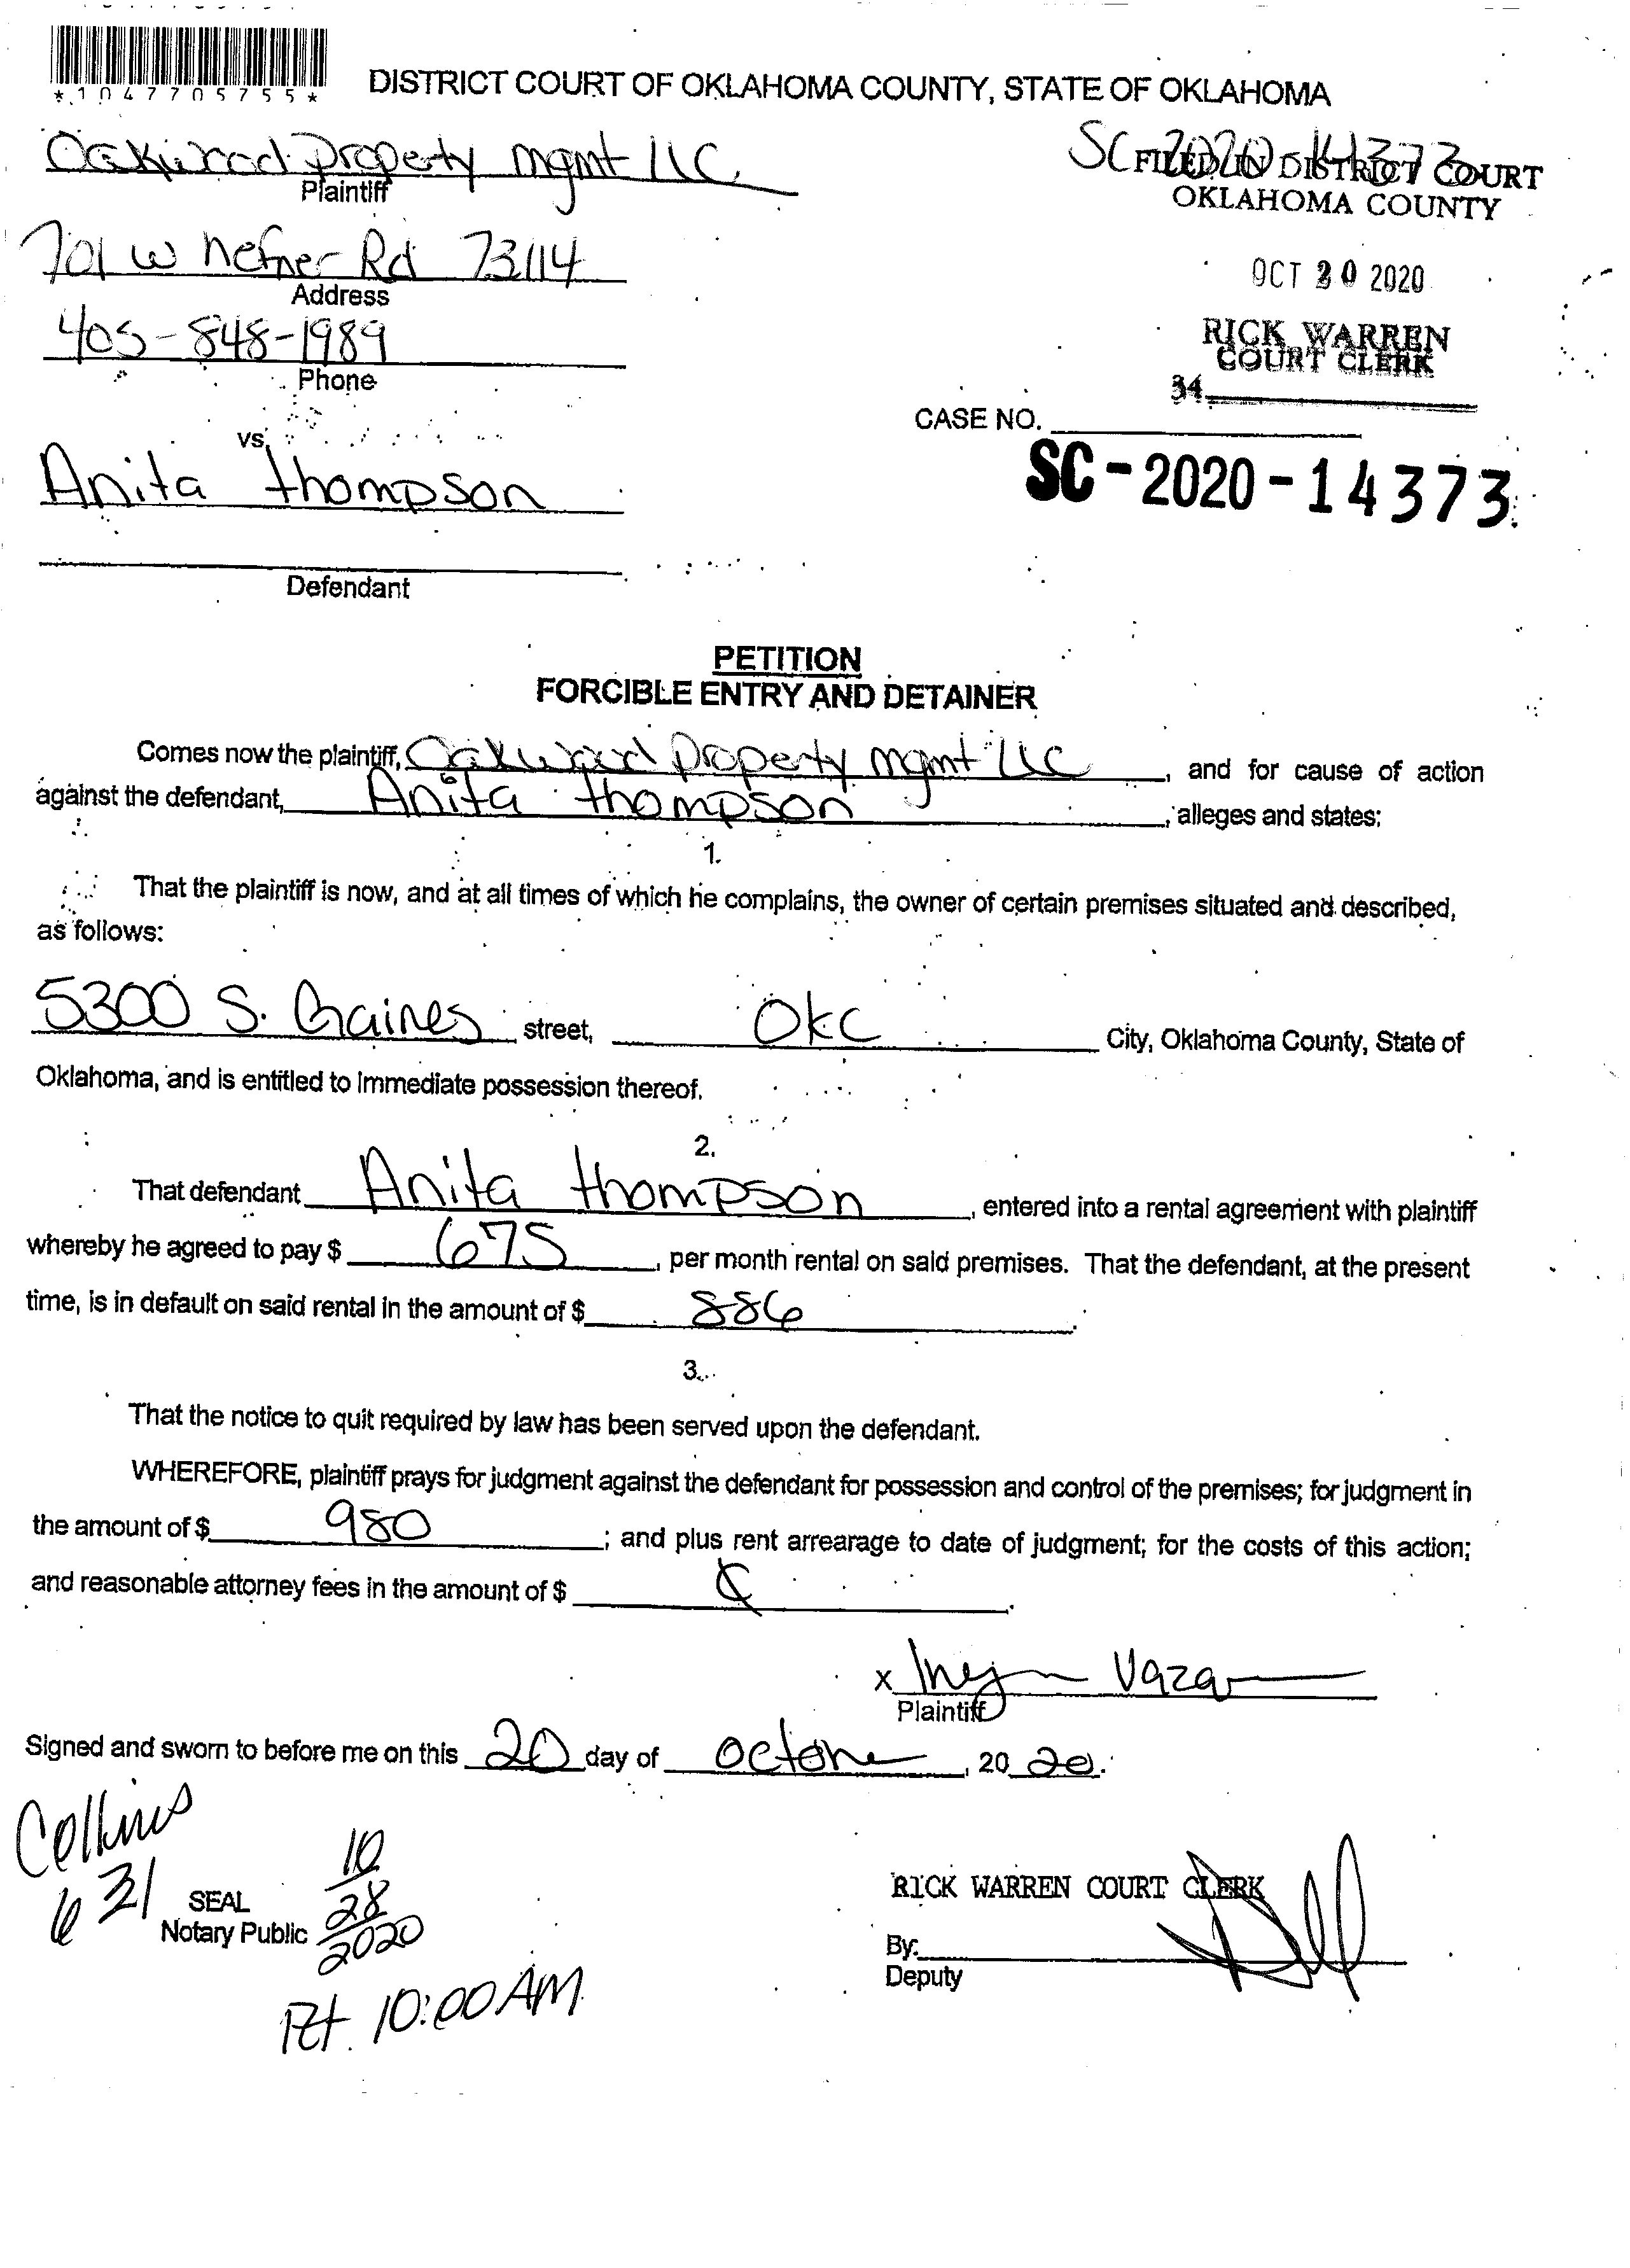 *1047705755*
DISTRICT COURT OF OKLAHOMA COUNTY, STATE OF OKLAHOMA
Oakwood Property mgmt LLC
Plaintiff
SC-2020-14373
FILED IN DISTRICT COURT
OKLAHOMA COUNTY
701 W Hefner Rd 73114
Address
OCT 20 2020
405-848-1989
Phone
RICK WARREN
COURT CLERK
34
CASE NO.
vs.
SC-2020-14373
Anita thompson
Defendant
PETITION
FORCIBLE ENTRY AND DETAINER
Comes now the plaintiff, Oakwood Property mgmt LLC, and for cause of action
against the defendant, Anita thompson, alleges and states:
1.
That the plaintiff is now, and at all times of which he complains, the owner of certain premises situated and described,
as follows:
5300 S. Gaines street, OKC City, Oklahoma County, State of
Oklahoma, and is entitled to immediate possession thereof.
2.
That defendant Anita thompson, entered into a rental agreement with plaintiff
whereby he agreed to pay $ 675, per month rental on said premises. That the defendant, at the present
time, is in default on said rental in the amount of $ 886.
3.
That the notice to quit required by law has been served upon the defendant.
WHEREFORE, plaintiff prays for judgment against the defendant for possession and control of the premises; for judgment in
the amount of $ 980; and plus rent arrearage to date of judgment; for the costs of this action;
and reasonable attorney fees in the amount of $
x
Plaintiff
Signed and sworn to before me on this 20 day of October, 20 20.
Collins
631
SEAL
Notary Public
10
28
2020
RICK WARREN COURT CLERK
By:
Deputy
10:00 AM